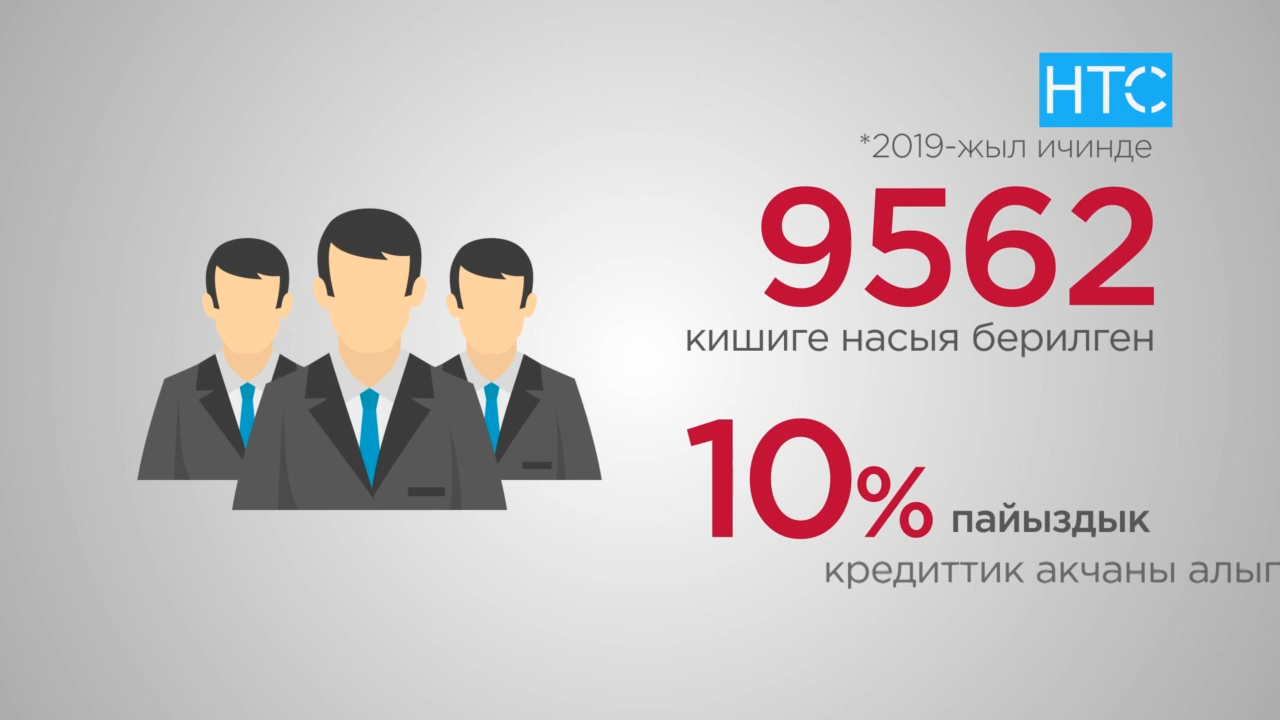 НТС
*2019-жыл ичинде
9562
кишиге насыя берилген
10% пайыздык
кредиттик акчаны